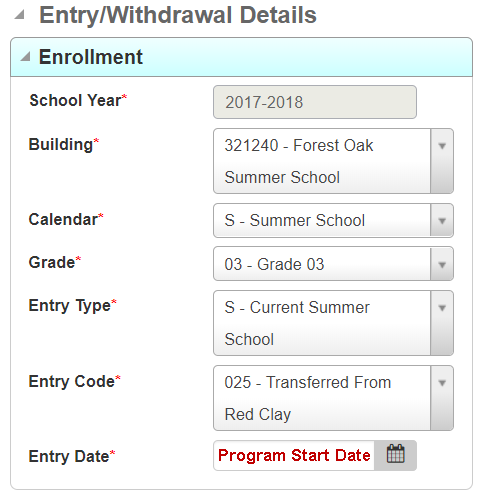 Entry/Withdrawal Details
Enrollment
School Year* 2017-2018
Building* 321240 - Forest Oak
Summer School
Calendar* S - Summer School
Grade* 03 - Grade 03
Entry Type* S - Current Summer
School
Entry Code* 025 - Transferred From
Red Clay
Entry Date* Program Start Date